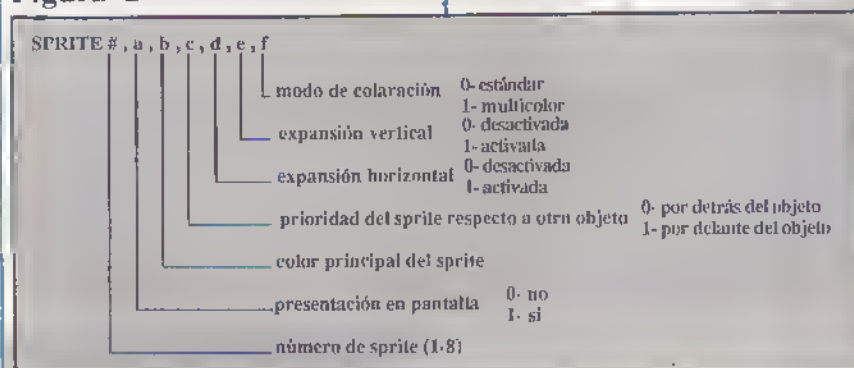 SPRITE #, a, b, c, d, e, f
modo de colaración 0- estándar
1- multicolor
expansión vertical 0- desactivada
1- activada
expansión horizontal 0- desactivada
1- activada
prioridad del sprite respecto a otro objeto 0- por detrás del objeto
1- por delante del objeto
color principal del sprite
presentación en pantalla 0- no
1- si
número de sprite (1-8)